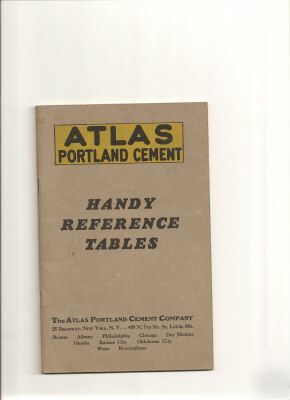 ATLAS
PORTLAND CEMENT
HANDY
REFERENCE
TABLES
THE ATLAS PORTLAND CEMENT COMPANY
25 BROADWAY, NEW YORK, N. Y. — 408 N. 7TH ST., ST. LOUIS, MO.
Boston Albany Philadelphia Chicago Des Moines
Omaha Kansas City Oklahoma City
Waco Birmingham